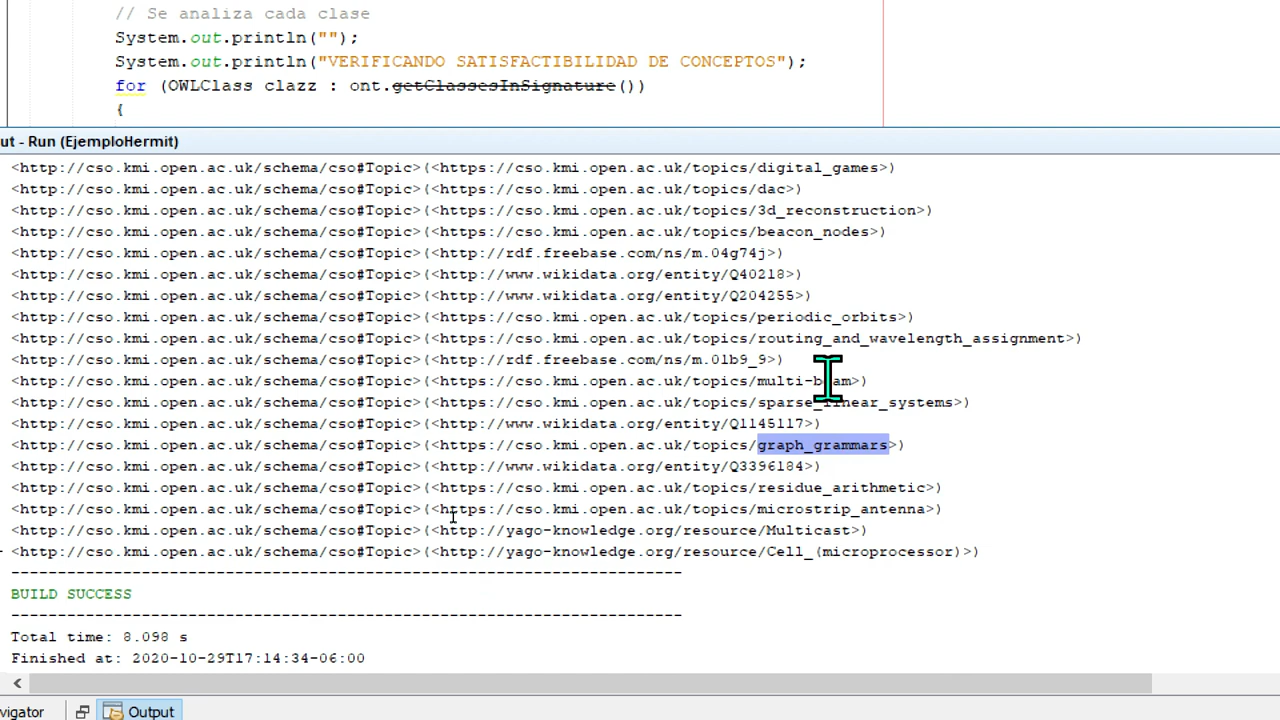 // Se analiza cada clase
System.out.println("");
System.out.println("VERIFICANDO SATISFACTIBILIDAD DE CONCEPTOS");
for (OWLClass clazz : ont.getClassesInSignature())
{
ut - Run (EjemploHermit)
<http://cso.kmi.open.ac.uk/schema/cso#Topic>(<https://cso.kmi.open.ac.uk/topics/digital_games>)
<http://cso.kmi.open.ac.uk/schema/cso#Topic>(<https://cso.kmi.open.ac.uk/topics/dac>)
<http://cso.kmi.open.ac.uk/schema/cso#Topic>(<https://cso.kmi.open.ac.uk/topics/3d_reconstruction>)
<http://cso.kmi.open.ac.uk/schema/cso#Topic>(<https://cso.kmi.open.ac.uk/topics/beacon_nodes>)
<http://cso.kmi.open.ac.uk/schema/cso#Topic>(<http://rdf.freebase.com/ns/m.04g74j>)
<http://cso.kmi.open.ac.uk/schema/cso#Topic>(<http://www.wikidata.org/entity/Q40218>)
<http://cso.kmi.open.ac.uk/schema/cso#Topic>(<http://www.wikidata.org/entity/Q204255>)
<http://cso.kmi.open.ac.uk/schema/cso#Topic>(<https://cso.kmi.open.ac.uk/topics/periodic_orbits>)
<http://cso.kmi.open.ac.uk/schema/cso#Topic>(<https://cso.kmi.open.ac.uk/topics/routing_and_wavelength_assignment>)
<http://cso.kmi.open.ac.uk/schema/cso#Topic>(<http://rdf.freebase.com/ns/m.01b9_9>)
<http://cso.kmi.open.ac.uk/schema/cso#Topic>(<https://cso.kmi.open.ac.uk/topics/multi-beam>)
<http://cso.kmi.open.ac.uk/schema/cso#Topic>(<https://cso.kmi.open.ac.uk/topics/sparse_linear_systems>)
<http://cso.kmi.open.ac.uk/schema/cso#Topic>(<http://www.wikidata.org/entity/Q1145117>)
<http://cso.kmi.open.ac.uk/schema/cso#Topic>(<https://cso.kmi.open.ac.uk/topics/graph_grammars>)
<http://cso.kmi.open.ac.uk/schema/cso#Topic>(<http://www.wikidata.org/entity/Q3396184>)
<http://cso.kmi.open.ac.uk/schema/cso#Topic>(<https://cso.kmi.open.ac.uk/topics/residue_arithmetic>)
<http://cso.kmi.open.ac.uk/schema/cso#Topic>(<https://cso.kmi.open.ac.uk/topics/microstrip_antenna>)
<http://cso.kmi.open.ac.uk/schema/cso#Topic>(<http://yago-knowledge.org/resource/Multicast>)
<http://cso.kmi.open.ac.uk/schema/cso#Topic>(<http://yago-knowledge.org/resource/Cell_(microprocessor)>)
------------------------------------------------------------------------
BUILD SUCCESS
------------------------------------------------------------------------
Total time: 8.098 s
Finished at: 2020-10-29T17:14:34-06:00
vigator Output